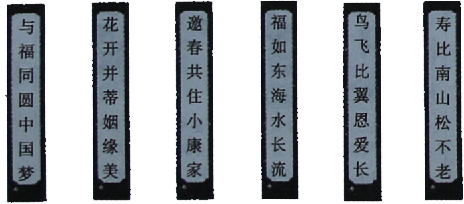 与福同圆中国梦
花开并蒂姻缘美
邀春共住小康家
福如东海水长流
鸟飞比翼恩爱长
寿比南山松不老